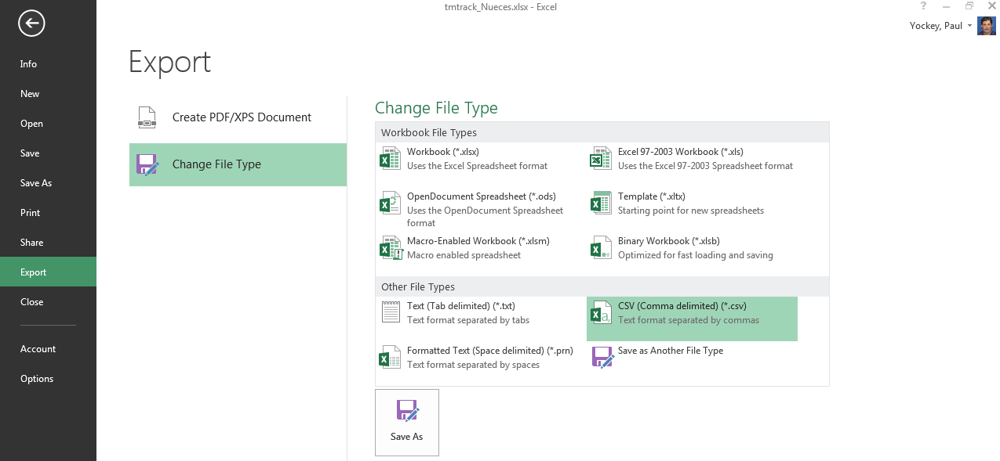 tmtrack_Nueces.xlsx - Excel
?
Yockey, Paul
Info
New
Open
Save
Save As
Print
Share
Export
Close
Account
Options
Export
Create PDF/XPS Document
Change File Type
Change File Type
Workbook File Types
Workbook (*.xlsx)
Uses the Excel Spreadsheet format
Excel 97-2003 Workbook (*.xls)
Uses the Excel 97-2003 Spreadsheet format
OpenDocument Spreadsheet (*.ods)
Uses the OpenDocument Spreadsheet
format
Template (*.xltx)
Starting point for new spreadsheets
Macro-Enabled Workbook (*.xlsm)
Macro enabled spreadsheet
Binary Workbook (*.xlsb)
Optimized for fast loading and saving
Other File Types
Text (Tab delimited) (*.txt)
Text format separated by tabs
CSV (Comma delimited) (*.csv)
Text format separated by commas
Formatted Text (Space delimited) (*.prn)
Text format separated by spaces
Save as Another File Type
Save As